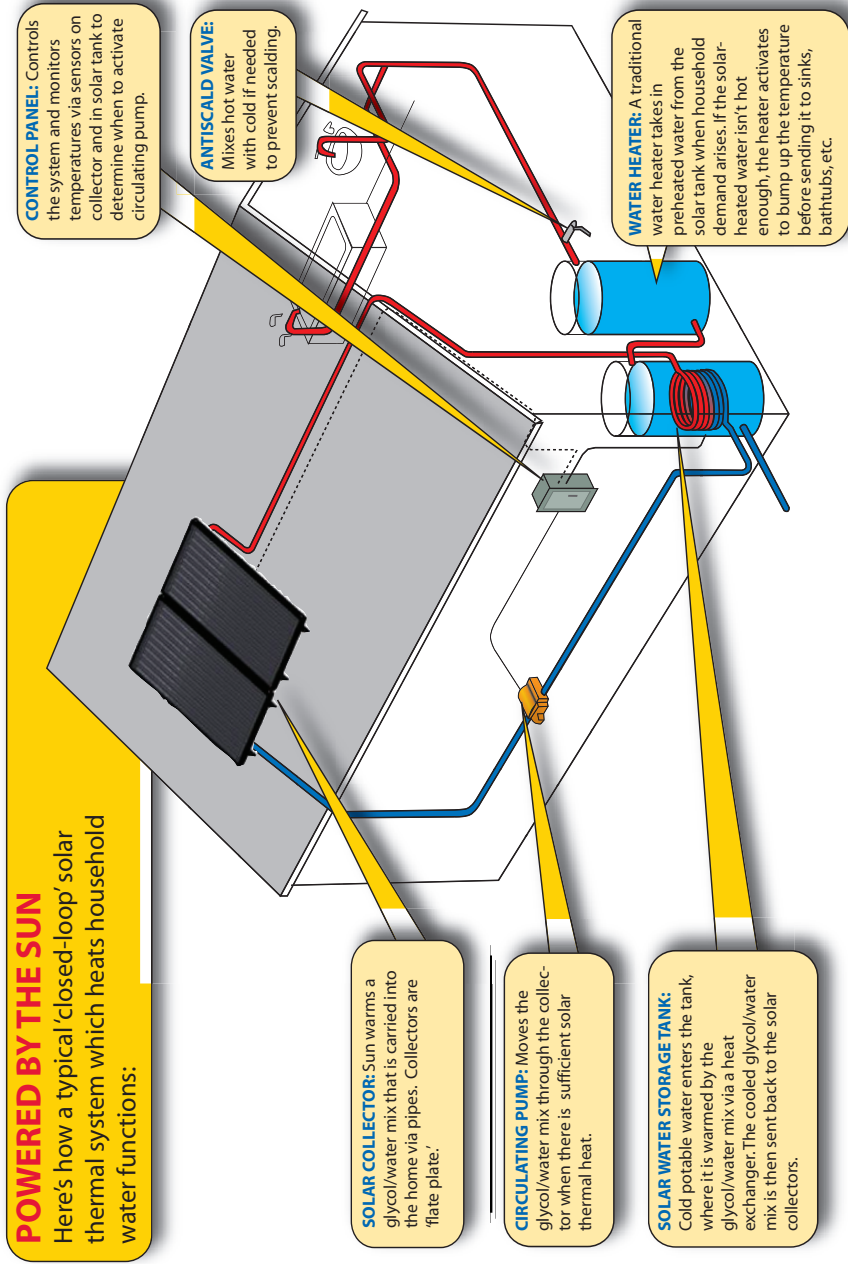 POWERED BY THE SUN
Here's how a typical 'closed-loop' solar
thermal system which heats household
water functions:
SOLAR COLLECTOR: Sun warms a
glycol/water mix that is carried into
the home via pipes. Collectors are
'flate plate.'
CIRCULATING PUMP: Moves the
glycol/water mix through the collec-
tor when there is sufficient solar
thermal heat.
SOLAR WATER STORAGE TANK:
Cold potable water enters the tank,
where it is warmed by the
glycol/water mix via a heat
exchanger. The cooled glycol/water
mix is then sent back to the solar
collectors.
CONTROL PANEL: Controls
the system and monitors
temperatures via sensors on
collector and in solar tank to
determine when to activate
circulating pump.
ANTISCALD VALVE:
Mixes hot water
with cold if needed
to prevent scalding.
WATER HEATER: A traditional
water heater takes in
preheated water from the
solar tank when household
demand arises. If the solar-
heated water isn't hot
enough, the heater activates
to bump up the temperature
before sending it to sinks,
bathtubs, etc.